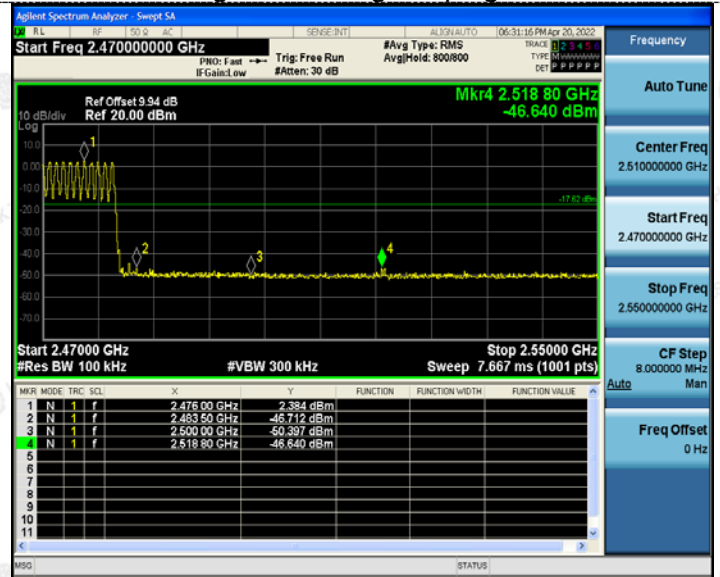 Agilent Spectrum Analyzer - Swept SA
RL RF 50 Ω AC SENSE:INT ALIGN AUTO 06:31:16 PM Apr 20, 2022
Start Freq 2.470000000 GHz
PNO: Fast
IFGain:Low
Trig: Free Run
#Atten: 30 dB
#Avg Type: RMS
Avg|Hold: 800/800
TRACE 1 2 3 4 5 6
TYPE M
DET P P P P P P
Mkr4 2.518 80 GHz
-46.640 dBm
Ref Offset 9.94 dB
10 dB/div Ref 20.00 dBm
Log
10.0
0.00
-10.0
-20.0
-30.0
-40.0
-50.0
-60.0
-70.0
1
2
3
4
-17.62 dBm
Start 2.47000 GHz Stop 2.55000 GHz
#Res BW 100 kHz #VBW 300 kHz Sweep 7.667 ms (1001 pts)
MKR MODE TRC SCL X Y FUNCTION FUNCTION WIDTH FUNCTION VALUE
1 N 1 f 2.476 00 GHz 2.384 dBm
2 N 1 f 2.483 50 GHz -46.712 dBm
3 N 1 f 2.500 00 GHz -50.397 dBm
4 N 1 f 2.518 80 GHz -46.640 dBm
5
6
7
8
9
10
11
MSG STATUS
Frequency
Auto Tune
Center Freq
2.510000000 GHz
Start Freq
2.470000000 GHz
Stop Freq
2.550000000 GHz
CF Step
8.000000 MHz
Auto Man
Freq Offset
0 Hz